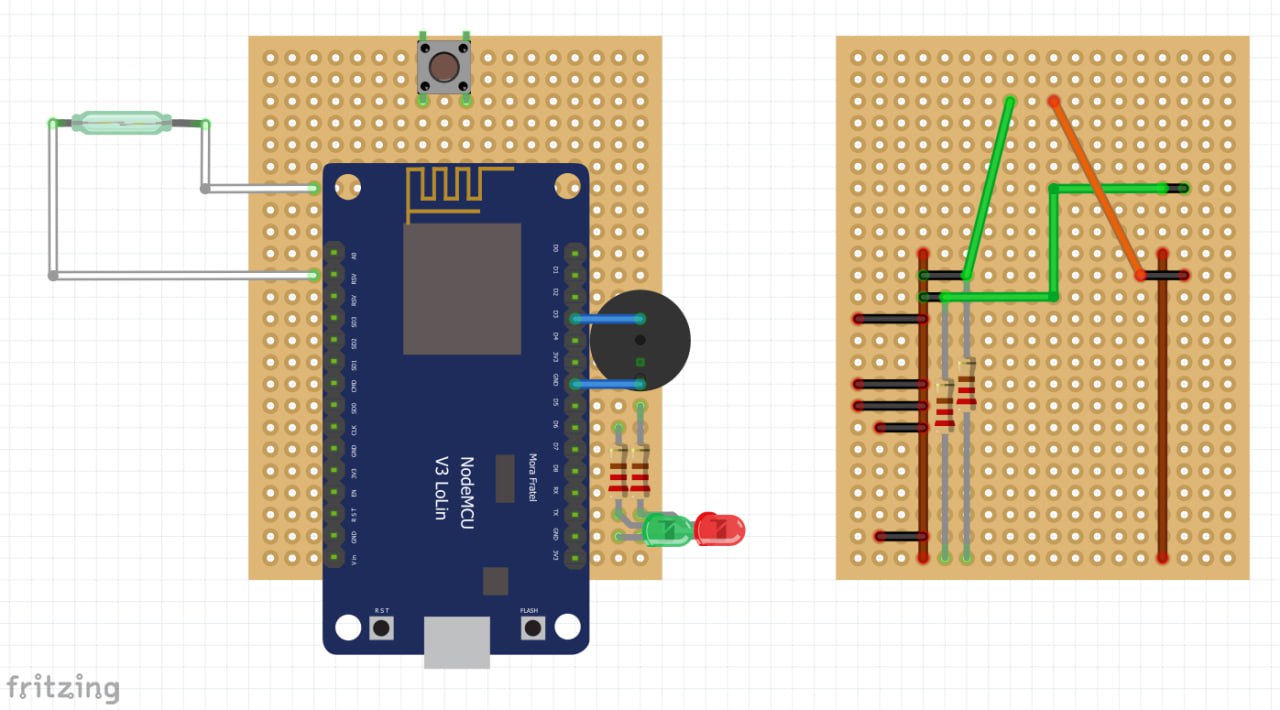 A0
RSV
RSV
SD3
SD2
SD1
CMD
SD0
CLK
GND
3V3
EN
RST
GND
Vin
D0
D1
D2
D3
D4
3V3
GND
D5
D6
D7
D8
RX
TX
GND
3V3
Mora Fratel
NodeMCU
V3 LoLin
RST
FLASH
fritzing